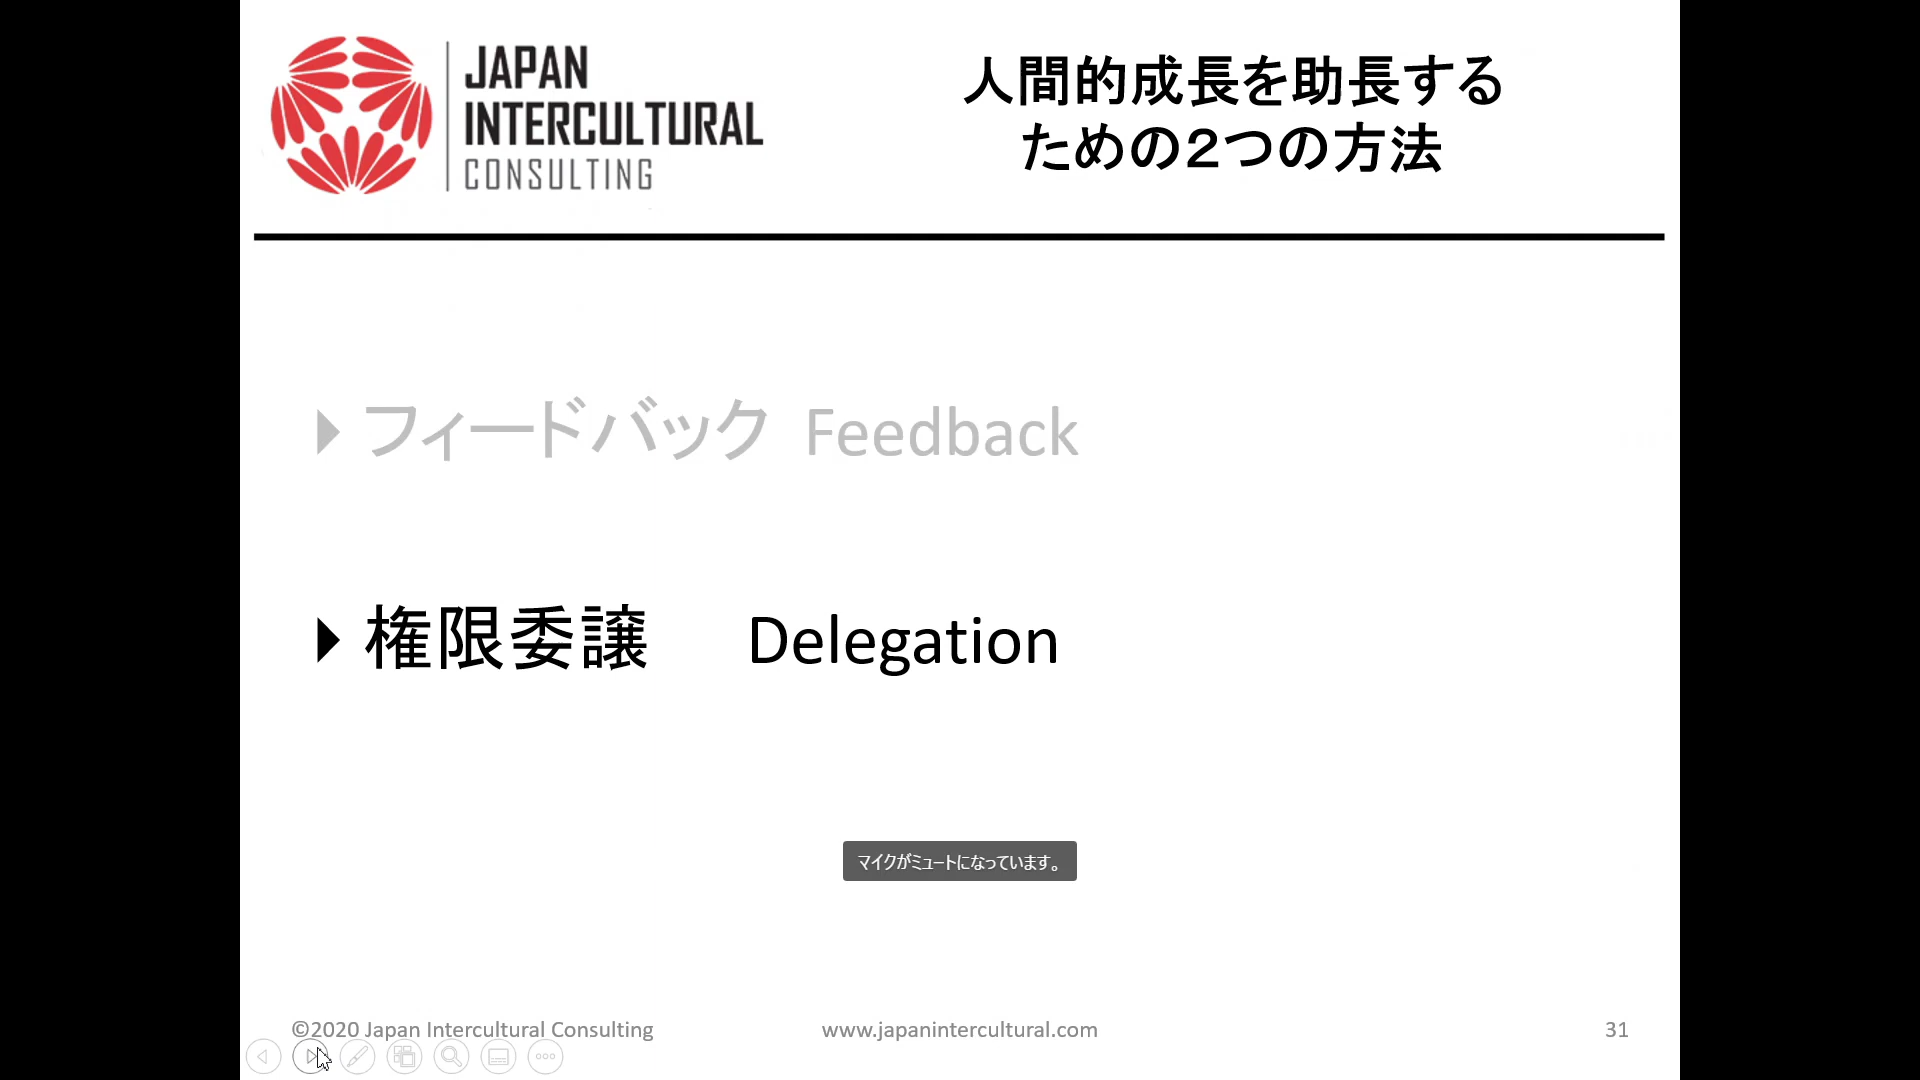 JAPAN
INTERCULTURAL
CONSULTING
人間的成長を助長する
ための２つの方法
フィードバック Feedback
権限委譲 Delegation
マイクがミュートになっています。
©2020 Japan Intercultural Consulting www.japanintercultural.com 31